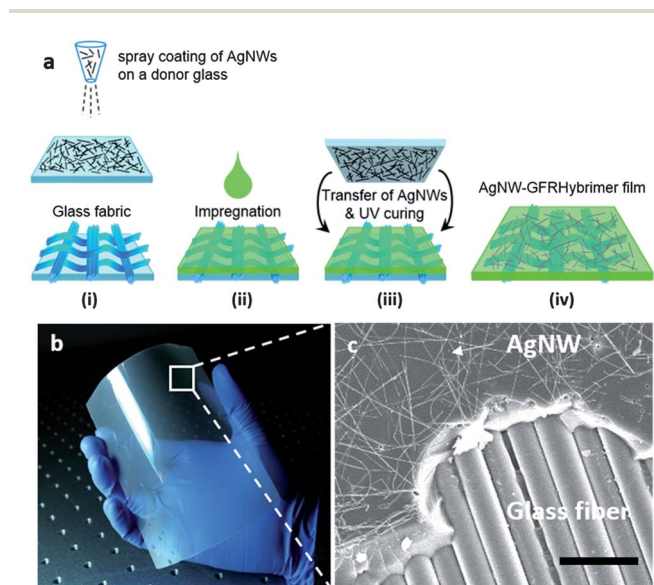 a
spray coating of AgNWs
on a donor glass
Glass fabric
Impregnation
Transfer of AgNWs
& UV curing
AgNW-GFRHybrimer film
(i)
(ii)
(iii)
(iv)
b
c
AgNW
Glass fiber